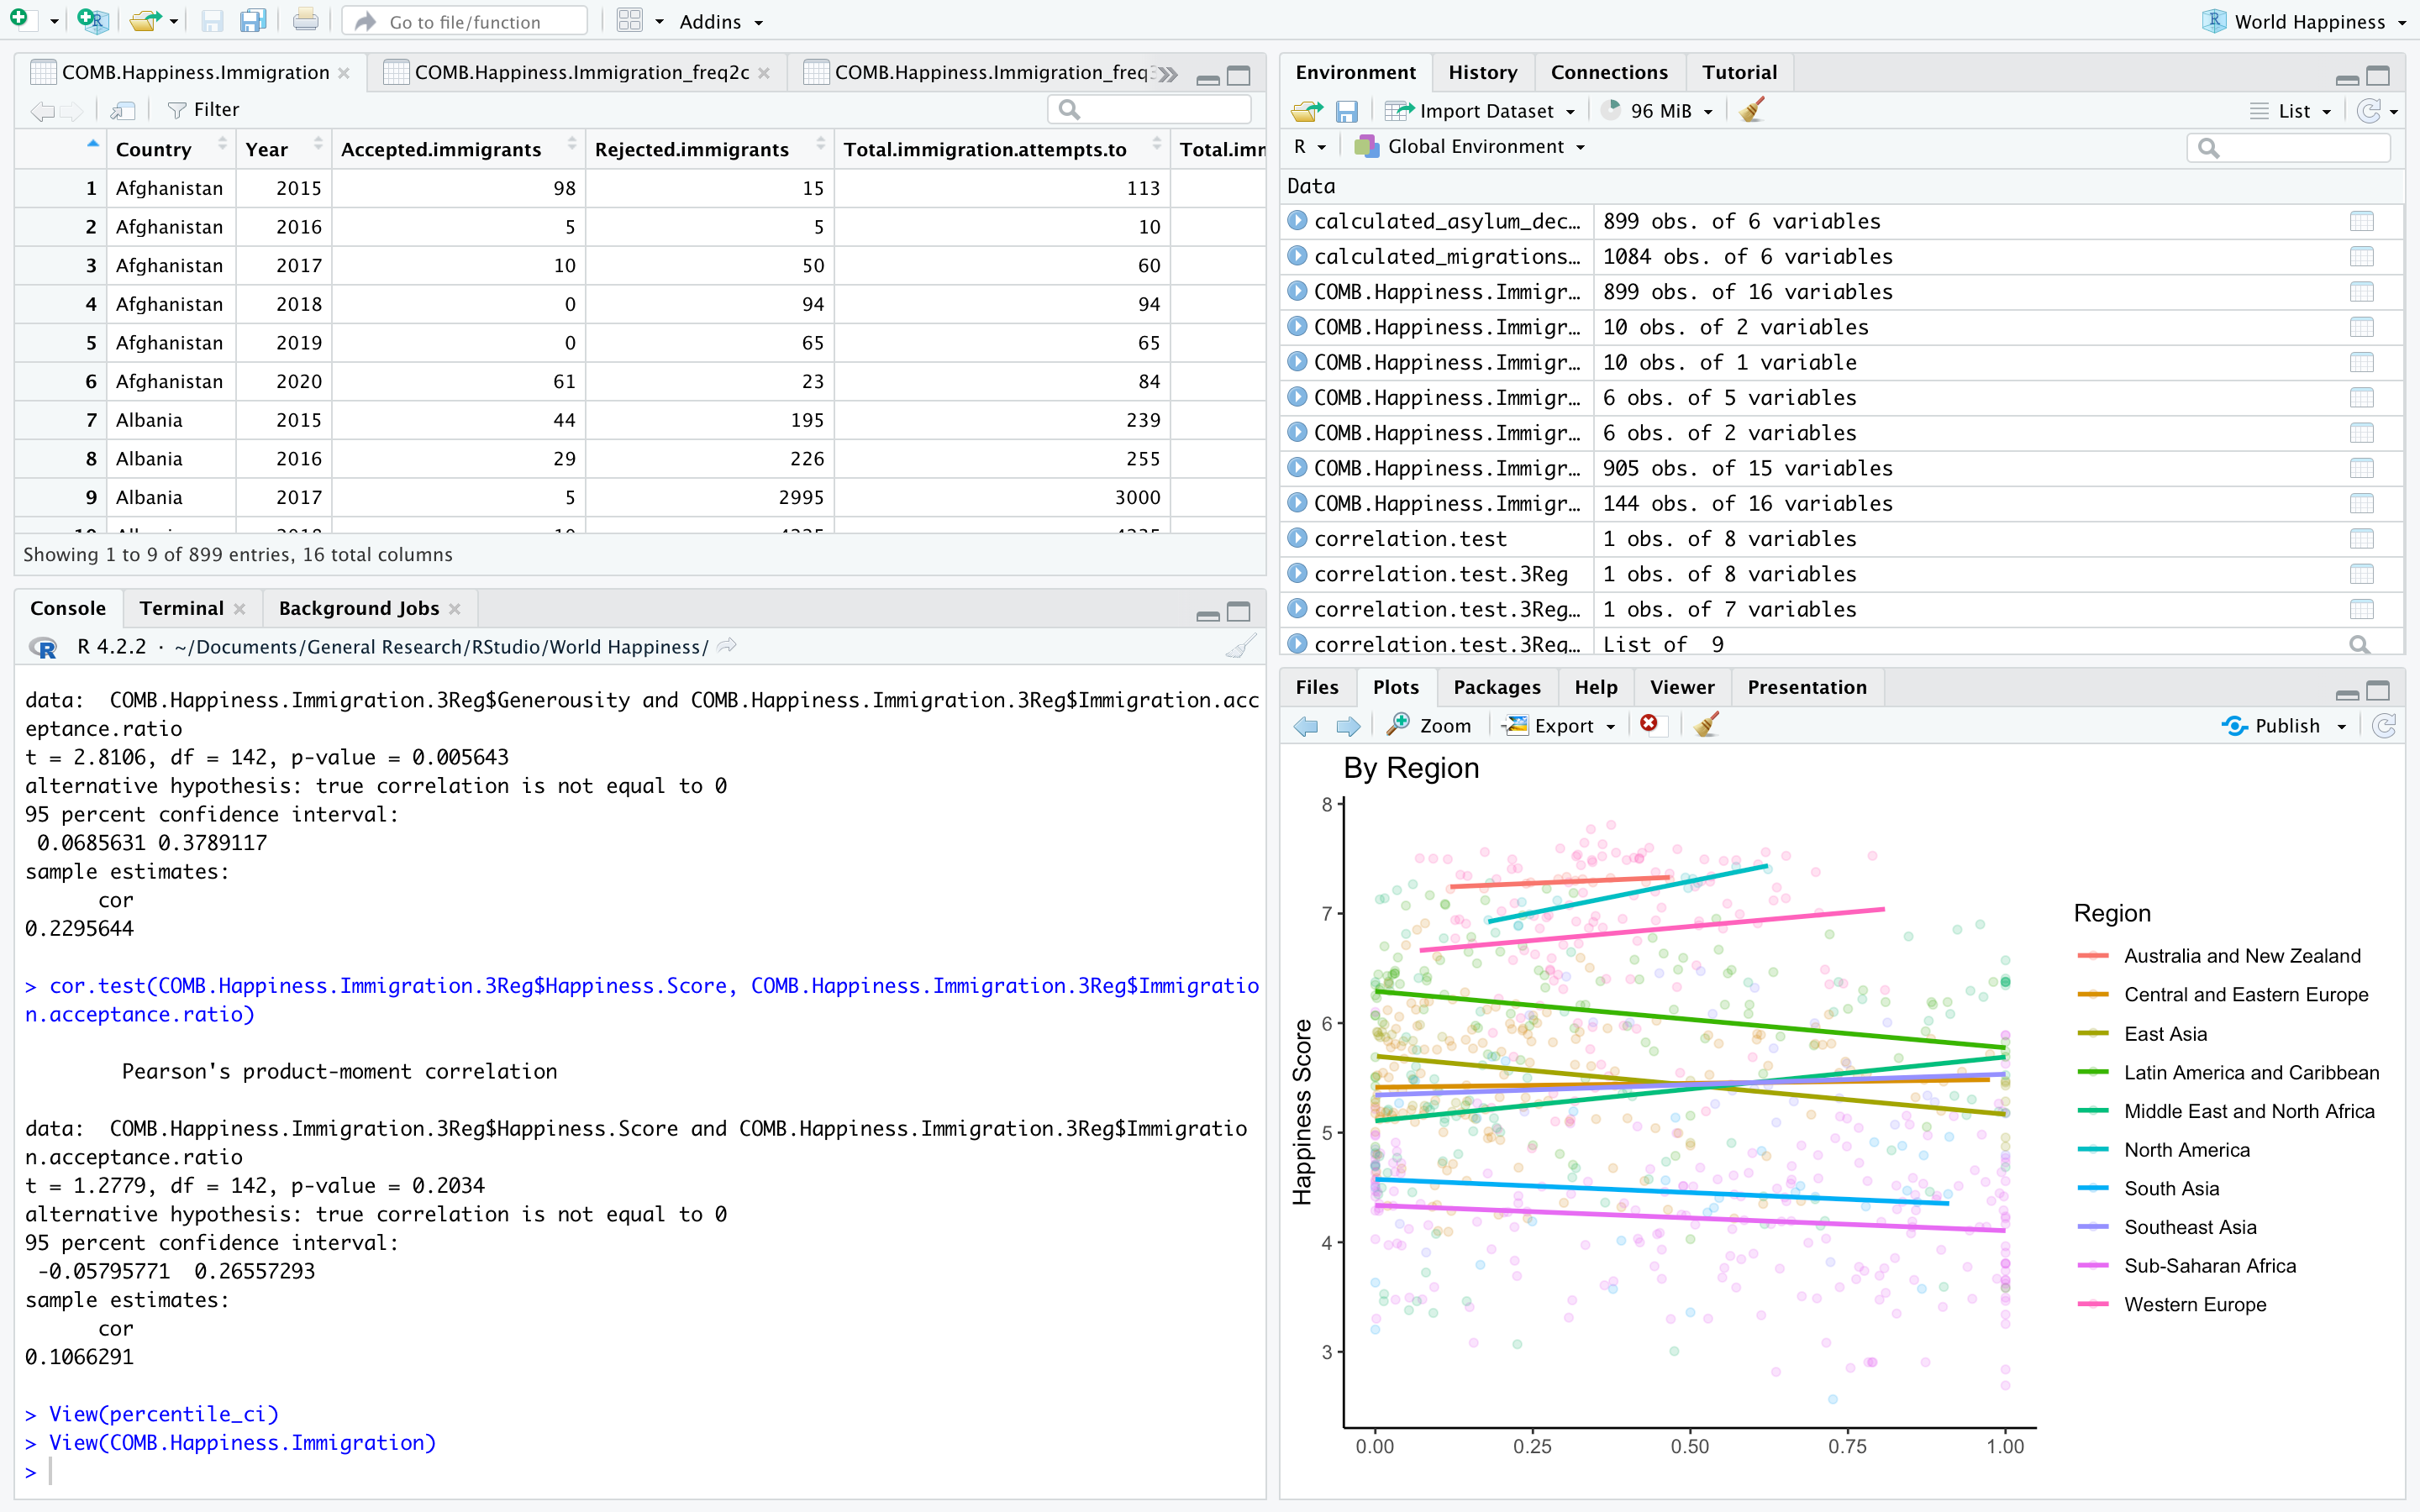 Go to file/function
Addins
World Happiness
COMB.Happiness.Immigration
COMB.Happiness.Immigration_freq2c
COMB.Happiness.Immigration_freq
Filter
Country Year Accepted.immigrants Rejected.immigrants Total.immigration.attempts.to Total.imm
1 Afghanistan 2015 98 15 113
2 Afghanistan 2016 5 5 10
3 Afghanistan 2017 10 50 60
4 Afghanistan 2018 0 94 94
5 Afghanistan 2019 0 65 65
6 Afghanistan 2020 61 23 84
7 Albania 2015 44 195 239
8 Albania 2016 29 226 255
9 Albania 2017 5 2995 3000
Showing 1 to 9 of 899 entries, 16 total columns
Console Terminal Background Jobs
R 4.2.2 · ~/Documents/General Research/RStudio/World Happiness/
data:  COMB.Happiness.Immigration.3Reg$Generousity and COMB.Happiness.Immigration.3Reg$Immigration.acc
eptance.ratio
t = 2.8106, df = 142, p-value = 0.005643
alternative hypothesis: true correlation is not equal to 0
95 percent confidence interval:
0.0685631 0.3789117
sample estimates:
cor
0.2295644
> cor.test(COMB.Happiness.Immigration.3Reg$Happiness.Score, COMB.Happiness.Immigration.3Reg$Immigratio
n.acceptance.ratio)
Pearson's product-moment correlation
data:  COMB.Happiness.Immigration.3Reg$Happiness.Score and COMB.Happiness.Immigration.3Reg$Immigratio
n.acceptance.ratio
t = 1.2779, df = 142, p-value = 0.2034
alternative hypothesis: true correlation is not equal to 0
95 percent confidence interval:
-0.05795771  0.26557293
sample estimates:
cor
0.1066291
> View(percentile_ci)
> View(COMB.Happiness.Immigration)
>
Environment History Connections Tutorial
Import Dataset 96 MiB List
R Global Environment
Data
calculated_asylum_dec… 899 obs. of 6 variables
calculated_migrations… 1084 obs. of 6 variables
COMB.Happiness.Immigr… 899 obs. of 16 variables
COMB.Happiness.Immigr… 10 obs. of 2 variables
COMB.Happiness.Immigr… 10 obs. of 1 variable
COMB.Happiness.Immigr… 6 obs. of 5 variables
COMB.Happiness.Immigr… 6 obs. of 2 variables
COMB.Happiness.Immigr… 905 obs. of 15 variables
COMB.Happiness.Immigr… 144 obs. of 16 variables
correlation.test 1 obs. of 8 variables
correlation.test.3Reg 1 obs. of 8 variables
correlation.test.3Reg… 1 obs. of 7 variables
correlation.test.3Reg… List of  9
Files Plots Packages Help Viewer Presentation
Zoom Export Publish
By Region
8
7
6
5
4
3
Happiness Score
0.00 0.25 0.50 0.75 1.00
Region
Australia and New Zealand
Central and Eastern Europe
East Asia
Latin America and Caribbean
Middle East and North Africa
North America
South Asia
Southeast Asia
Sub-Saharan Africa
Western Europe